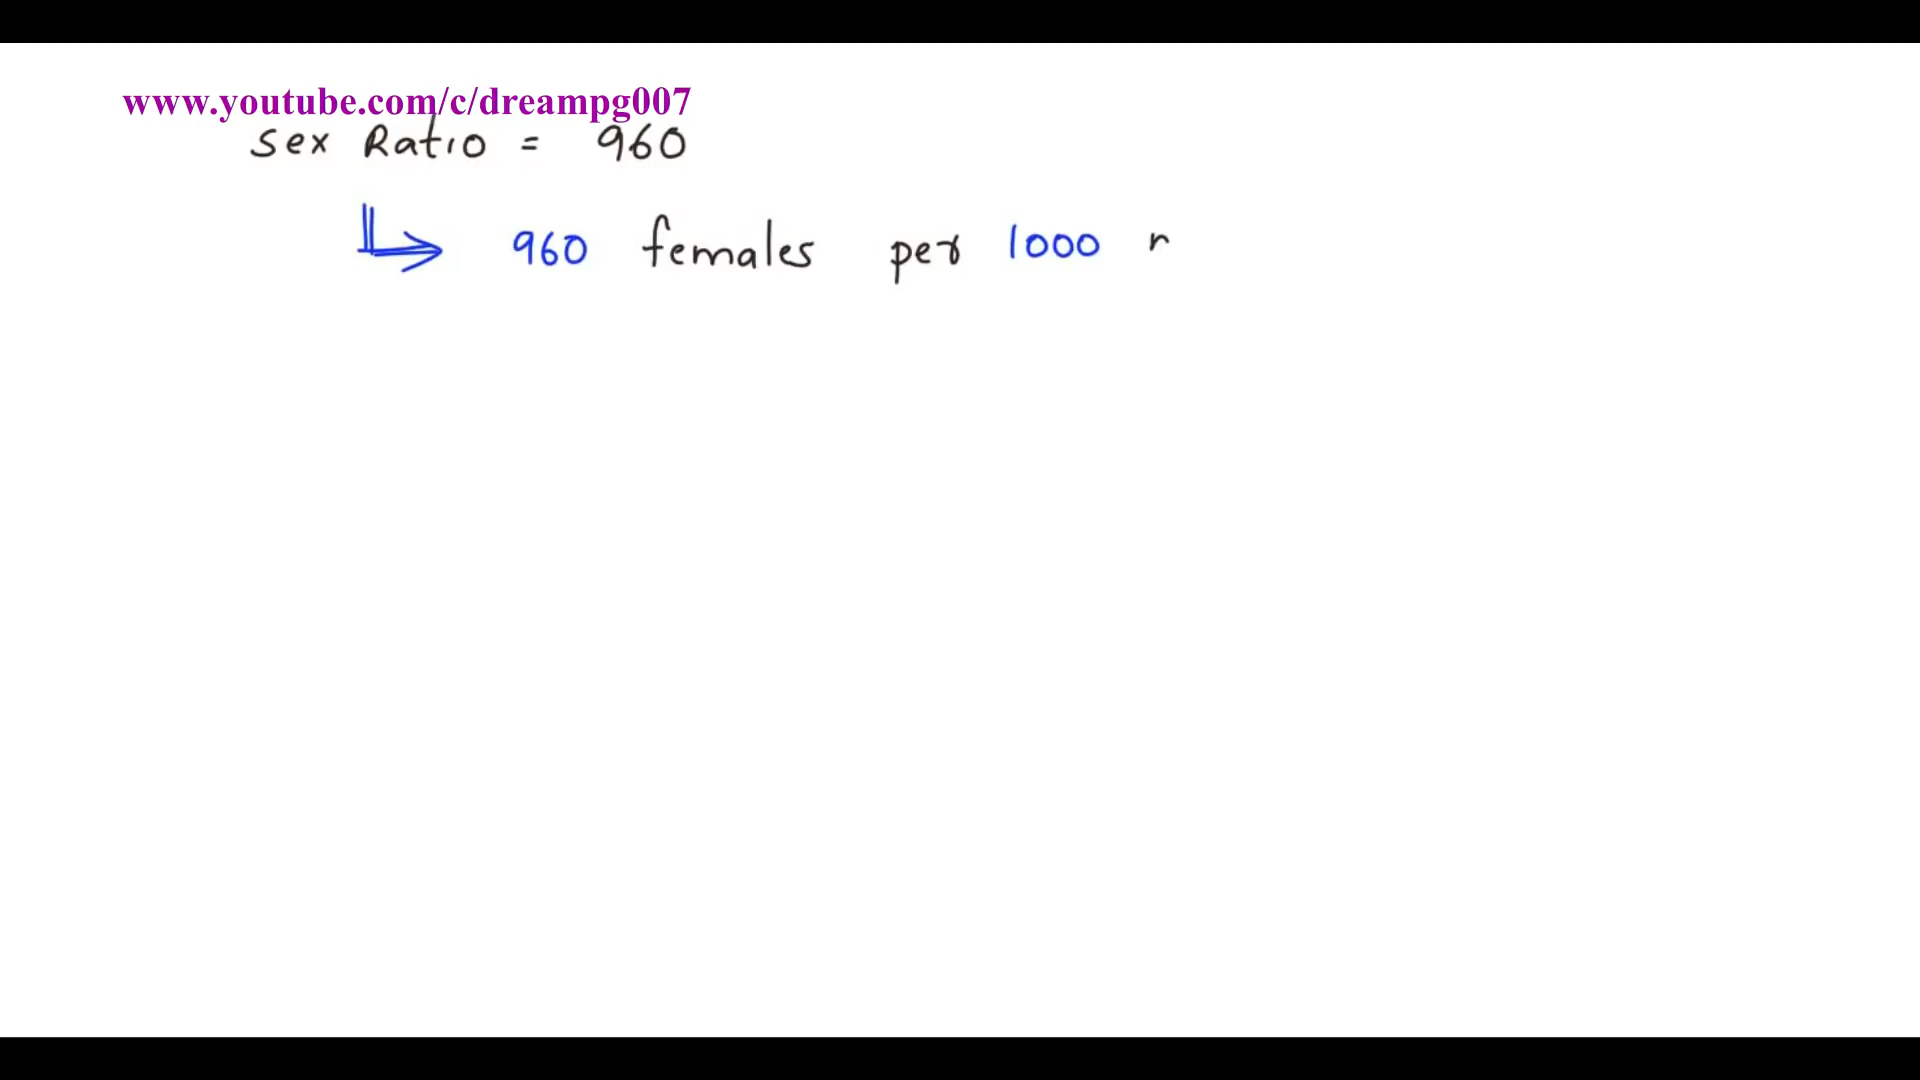 www.youtube.com/c/dreampg007
Sex Ratio = 960
960 females per 1000